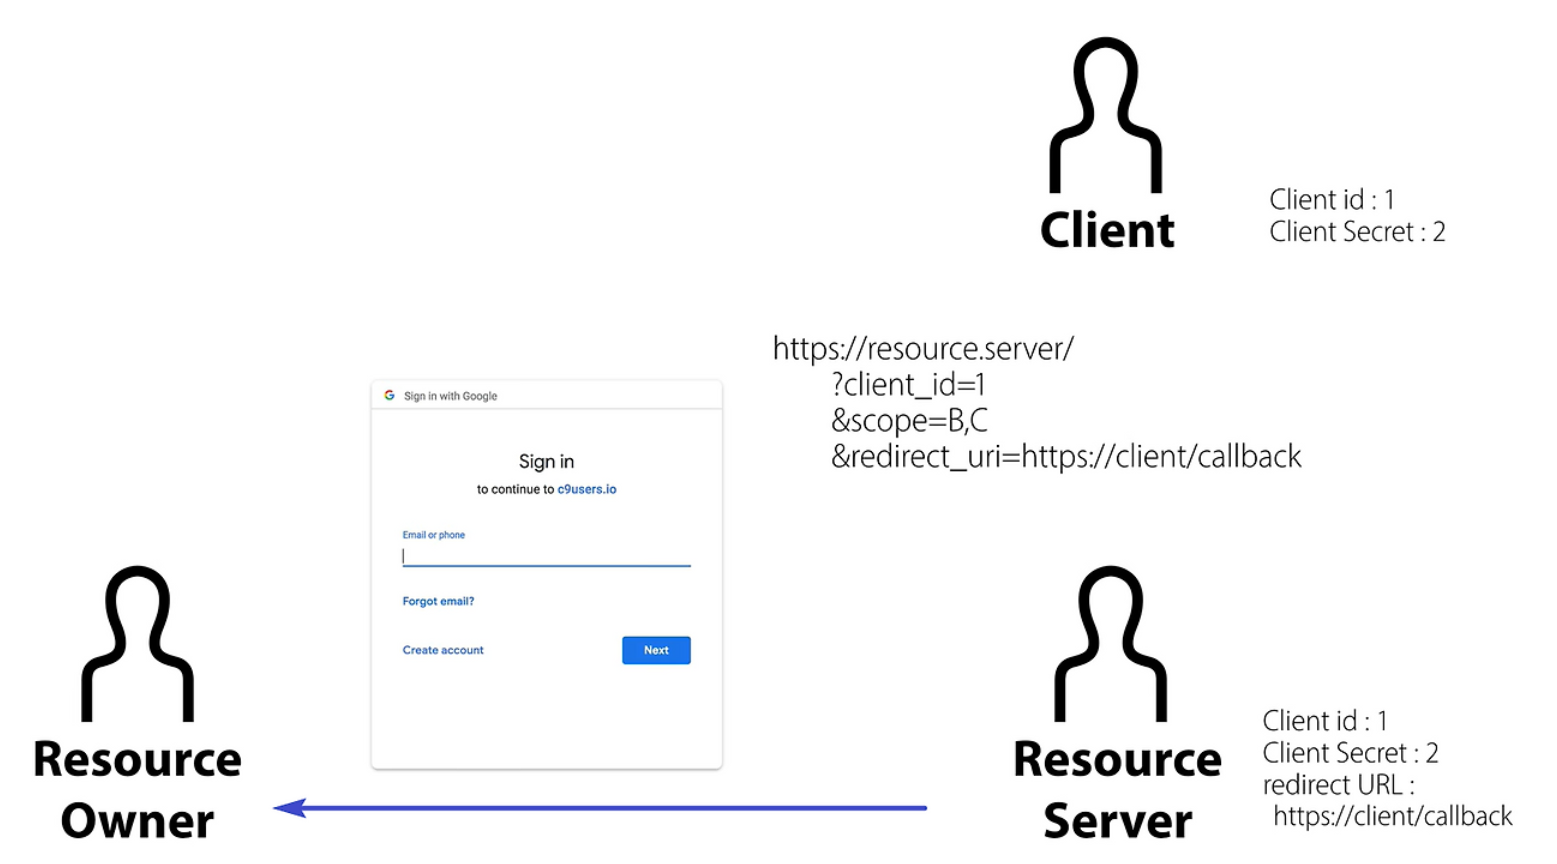 Client
Client id : 1
Client Secret : 2
https://resource.server/
?client_id=1
&scope=B,C
&redirect_uri=https://client/callback
Sign in with Google
Sign in
to continue to c9users.io
Email or phone
Forgot email?
Create account
Next
Resource
Owner
Resource
Server
Client id : 1
Client Secret : 2
redirect URL :
https://client/callback